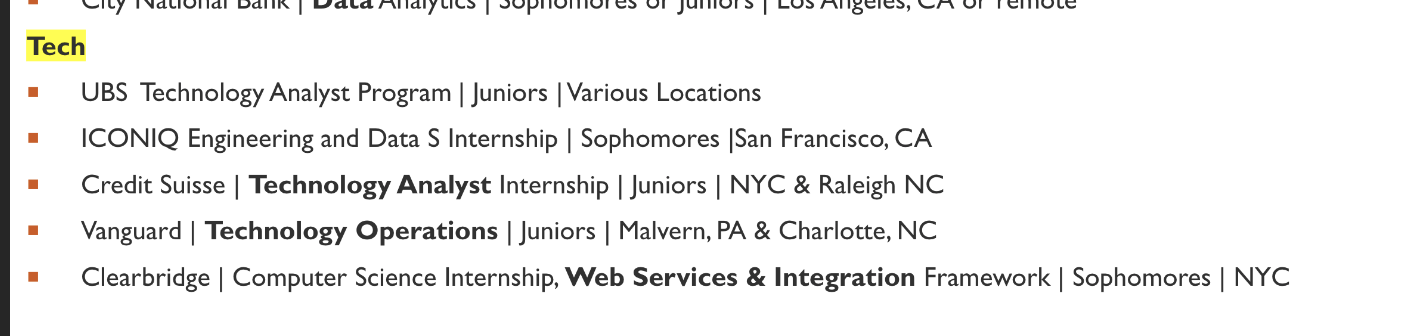 City National Bank | Data Analytics | Sophomores or Juniors | Los Angeles, CA or remote
Tech
UBS  Technology Analyst Program | Juniors | Various Locations
ICONIQ Engineering and Data S Internship | Sophomores |San Francisco, CA
Credit Suisse | Technology Analyst Internship | Juniors | NYC & Raleigh NC
Vanguard | Technology Operations | Juniors | Malvern, PA & Charlotte, NC
Clearbridge | Computer Science Internship, Web Services & Integration Framework | Sophomores | NYC